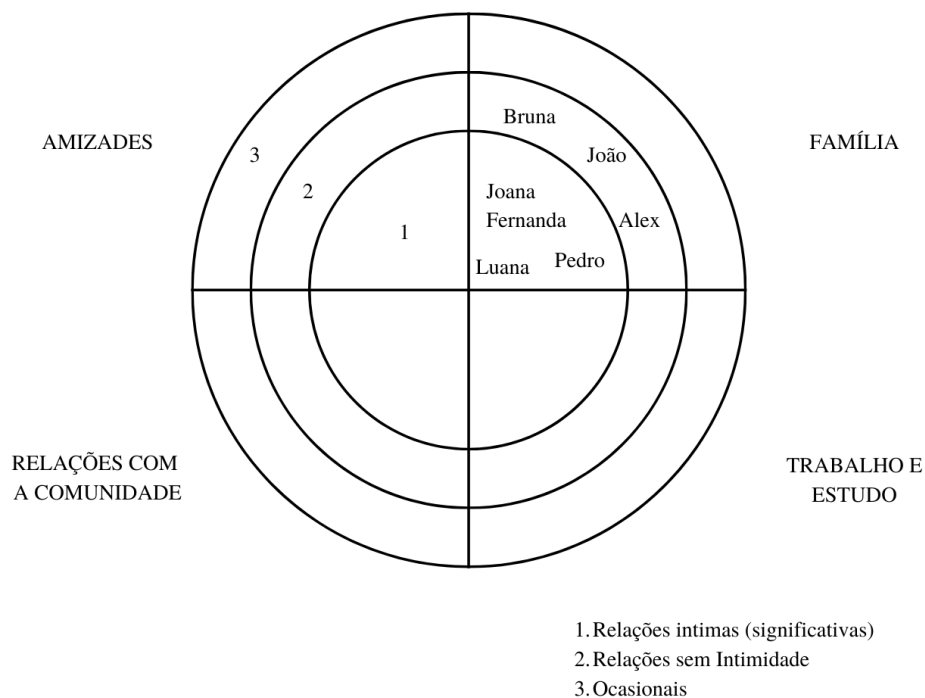 Bruna
AMIZADES
FAMÍLIA
3
João
2
Joana
Fernanda
Alex
1
Luana
Pedro
RELAÇÕES COM
A COMUNIDADE
TRABALHO E
ESTUDO
1. Relações intimas (significativas)
2. Relações sem Intimidade
3. Ocasionais